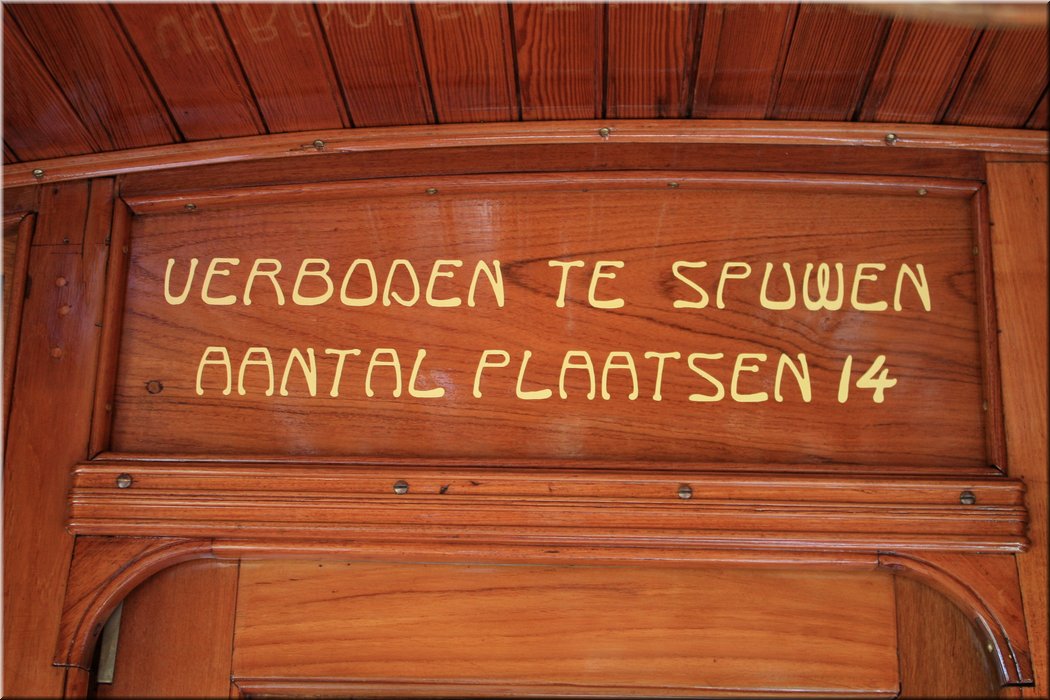 VERBODEN TE SPUWEN
AANTAL PLAATSEN 14